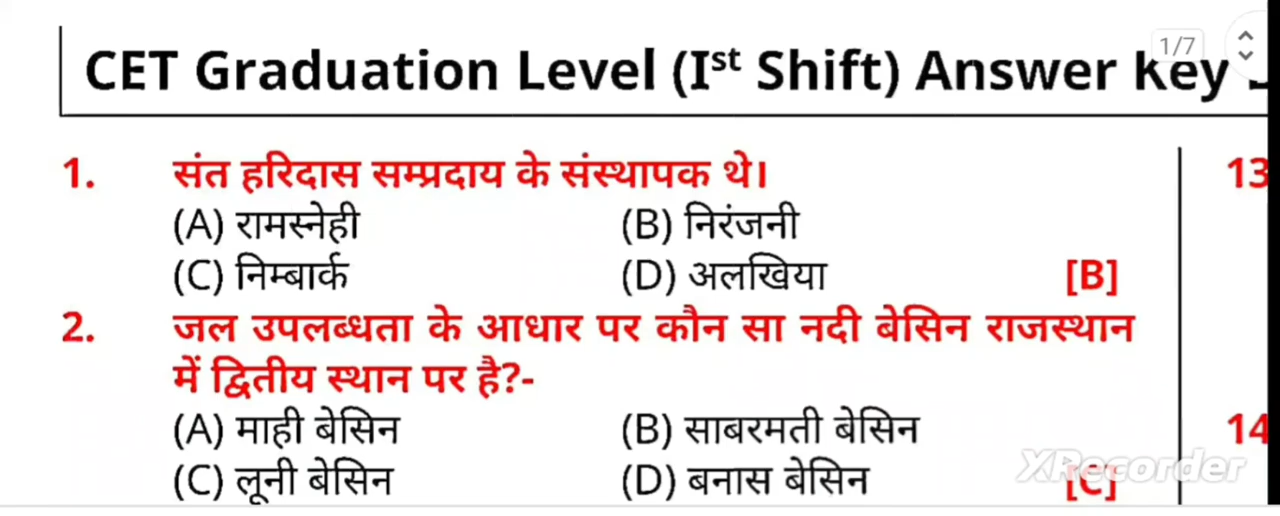 1/7
CET Graduation Level (Ist Shift) Answer Key
1. संत हरिदास सम्प्रदाय के संस्थापक थे।
(A) रामस्नेही (B) निरंजनी
(C) निम्बार्क (D) अलखिया [B]
2. जल उपलब्धता के आधार पर कौन सा नदी बेसिन राजस्थान
में द्वितीय स्थान पर है?-
(A) माही बेसिन (B) साबरमती बेसिन
(C) लूनी बेसिन (D) बनास बेसिन [C]
13
14
XRecorder